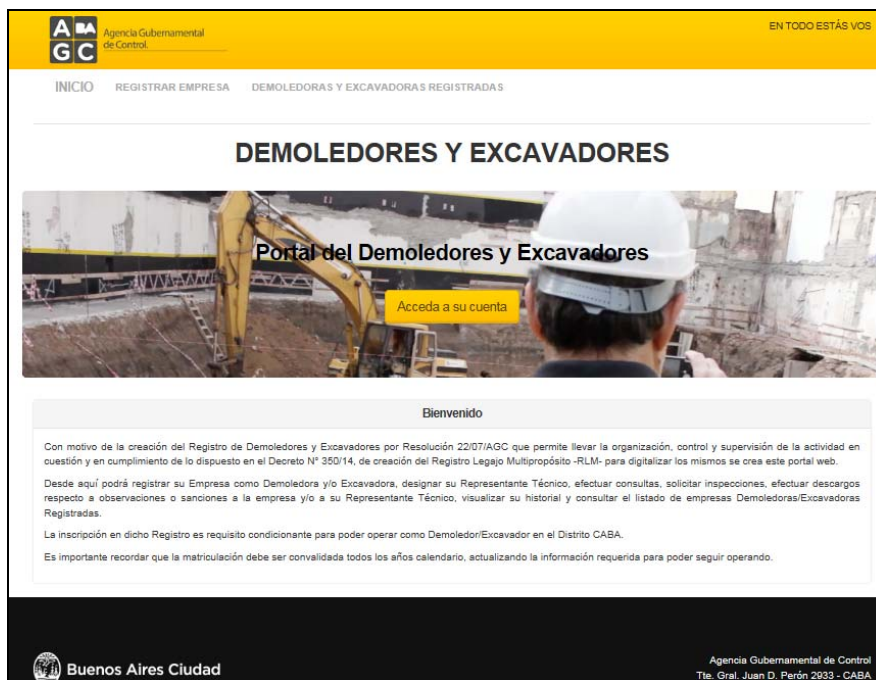 A BA
G C
Agencia Gubernamental
de Control.
EN TODO ESTÁS VOS
INICIO REGISTRAR EMPRESA DEMOLEDORAS Y EXCAVADORAS REGISTRADAS
DEMOLEDORES Y EXCAVADORES
Portal del Demoledores y Excavadores
Acceda a su cuenta
Bienvenido
Con motivo de la creación del Registro de Demoledores y Excavadores por Resolución 22/07/AGC que permite llevar la organización, control y supervisión de la actividad en
cuestión y en cumplimiento de lo dispuesto en el Decreto N° 350/14, de creación del Registro Legajo Multipropósito -RLM- para digitalizar los mismos se crea este portal web.
Desde aquí podrá registrar su Empresa como Demoledora y/o Excavadora, designar su Representante Técnico, efectuar consultas, solicitar inspecciones, efectuar descargos
respecto a observaciones o sanciones a la empresa y/o a su Representante Técnico, visualizar su historial y consultar el listado de empresas Demoledoras/Excavadoras
Registradas.
La inscripción en dicho Registro es requisito condicionante para poder operar como Demoledor/Excavador en el Distrito CABA.
Es importante recordar que la matriculación debe ser convalidada todos los años calendario, actualizando la información requerida para poder seguir operando.
Buenos Aires Ciudad
Agencia Gubernamental de Control
Tte. Gral. Juan D. Perón 2933 - CABA